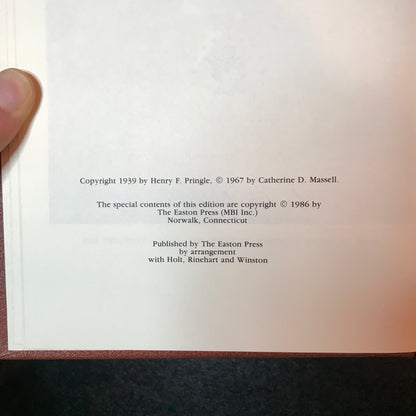 Copyright 1939 by Henry F. Pringle, © 1967 by Catherine D. Massell.
The special contents of this edition are copyright © 1986 by
The Easton Press (MBI Inc.)
Norwalk, Connecticut
Published by The Easton Press
by arrangement
with Holt, Rinehart and Winston